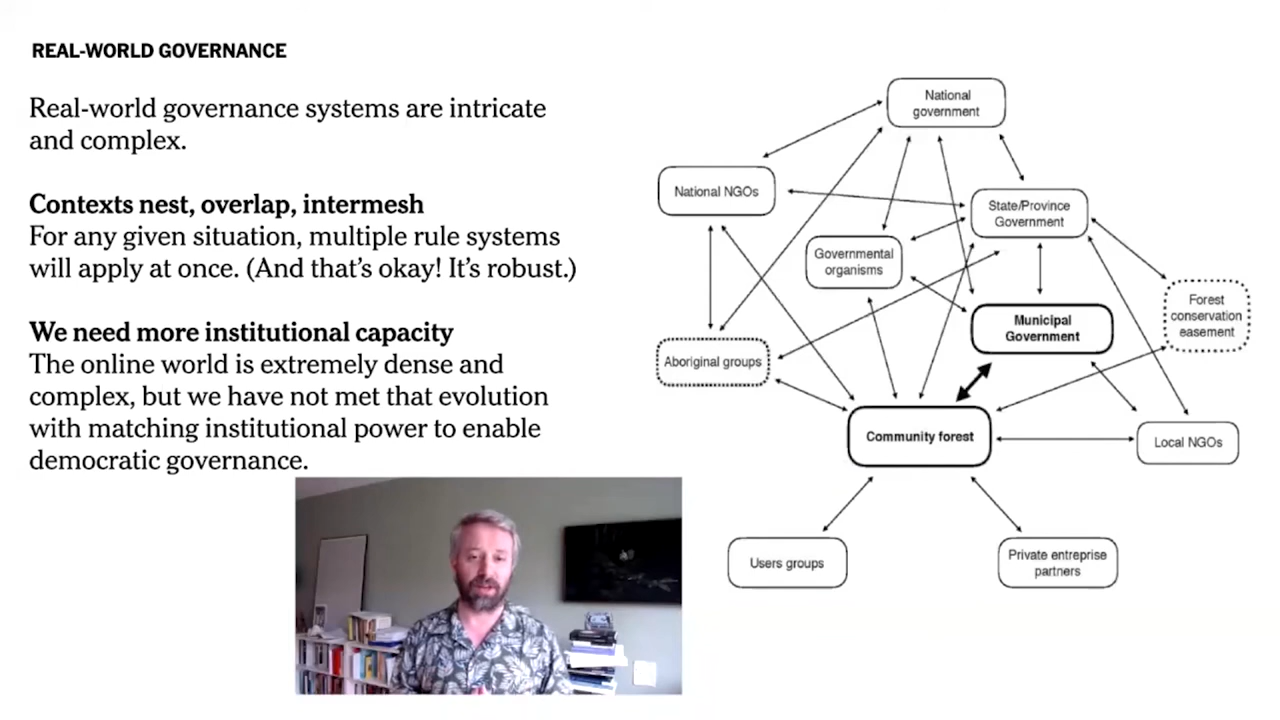 REAL-WORLD GOVERNANCE
Real-world governance systems are intricate
and complex.
Contexts nest, overlap, intermesh
For any given situation, multiple rule systems
will apply at once. (And that's okay! It's robust.)
We need more institutional capacity
The online world is extremely dense and
complex, but we have not met that evolution
with matching institutional power to enable
democratic governance.
National
government
National NGOs
State/Province
Government
Governmental
organisms
Forest
conservation
easement
Municipal
Government
Aboriginal groups
Community forest
Local NGOs
Users groups
Private entreprise
partners